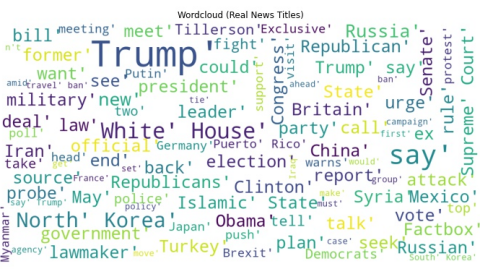 Wordcloud (Real News Titles)
bill' meeting' meet' Tillerson' Exclusive' Russia' protest'
n't' former' fight' Congress' visit' Republican' Senate' Court'
Trump' could' Trump' say' ban'
amid' want' see' Putin' support' ahead'
travel' ban' president' State' urge' rule'
military' new' two' tie' leader' Britain' campaign' Supreme'
deal' law' White' House' party' call' first' ex
poll' official' Germany' Puerto' Rico' China' say'
Iran' head' end' election' warns' would'
take' get' back' Iraq' report' attack'
source' France' set' Clinton' group'
probe' Republicans' make' Syria' Mexico'
say' Trump' May' police' Islamic' State' must' vote' top'
North' Korea' policy' Obama' tell' talk' Factbox'
Myanmar' government' Japan' push' plan' case' seek' Russian'
agency' lawmaker' move' Turkey' Brexit' Democrats' South' Korea'